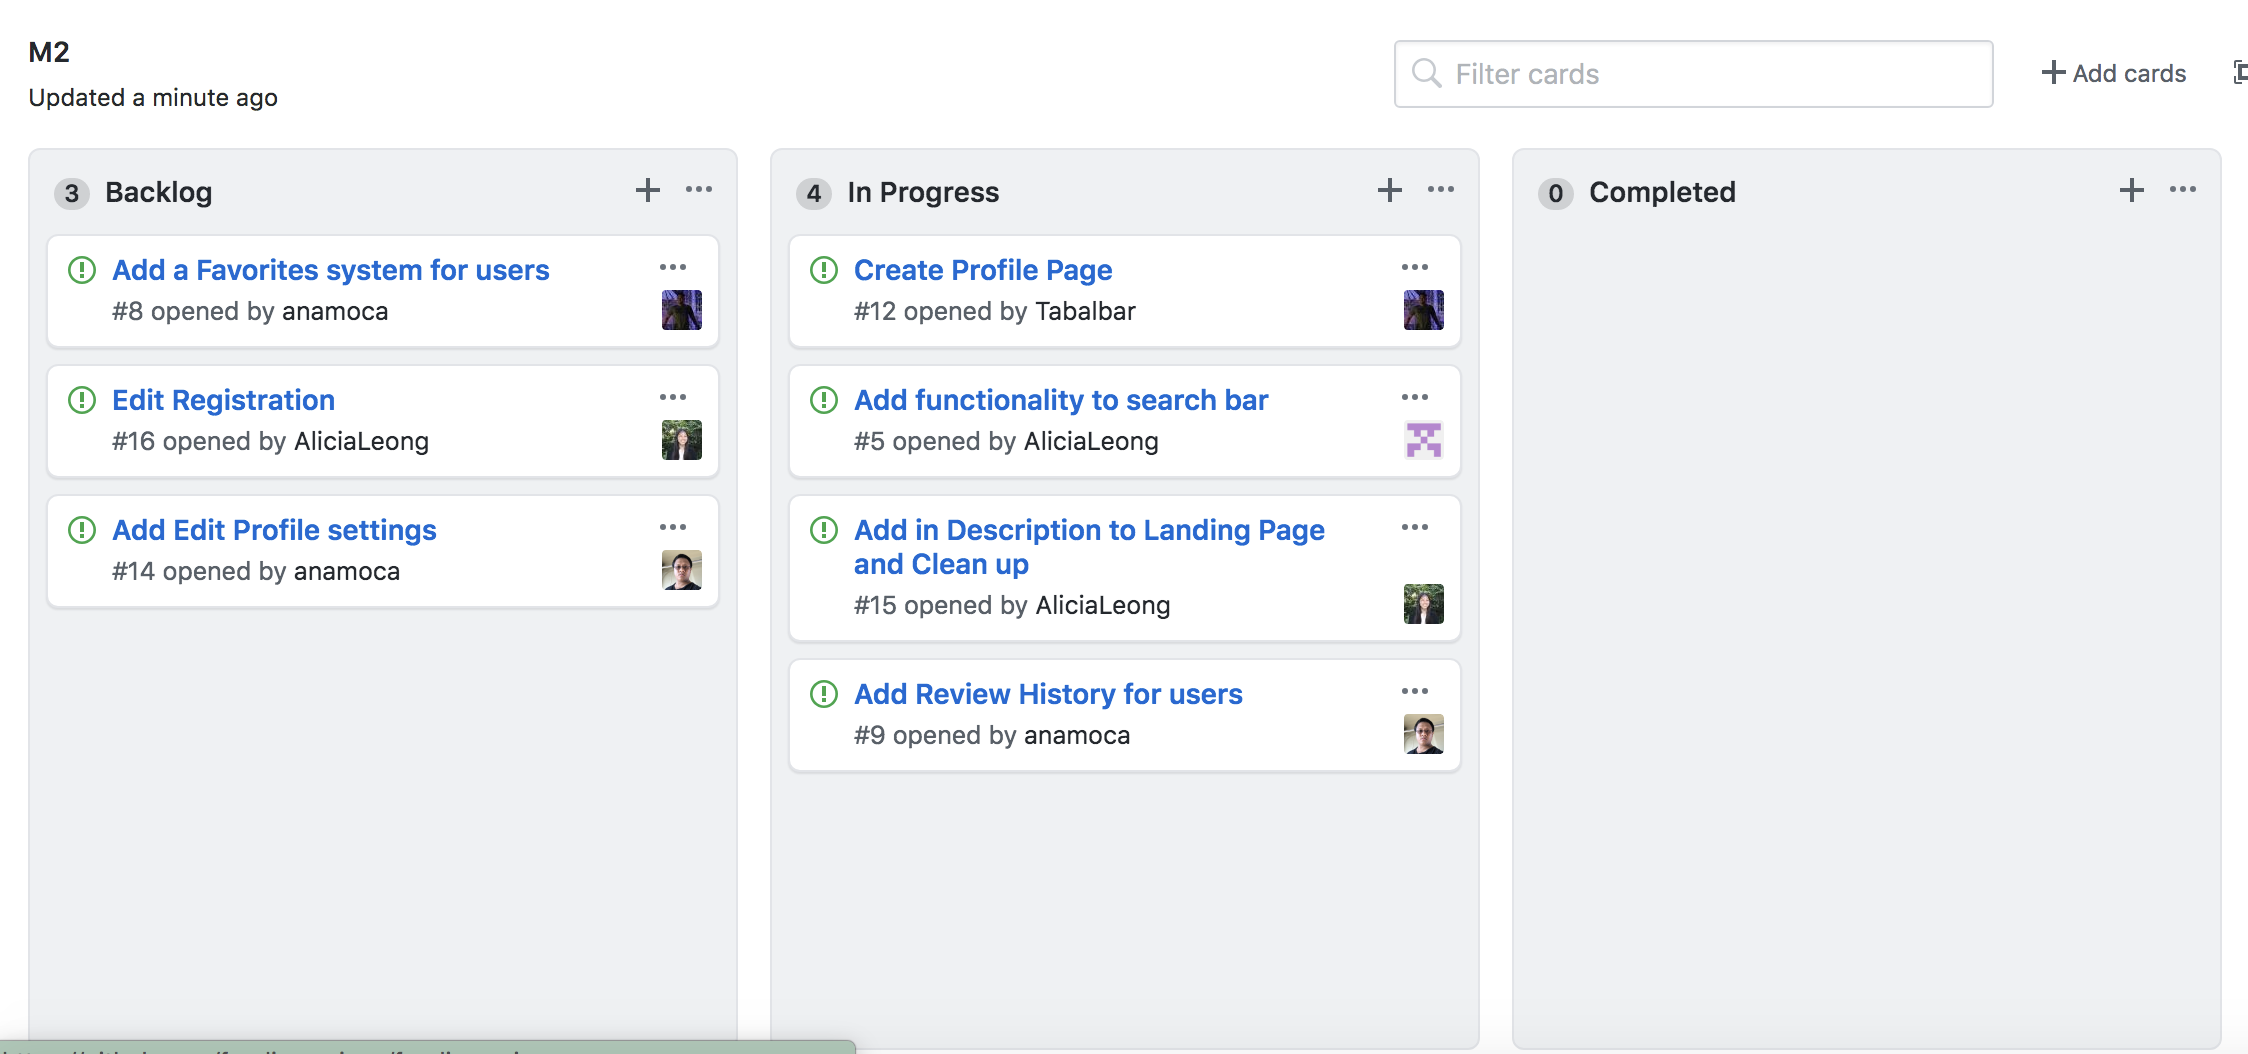 M2
Updated a minute ago
Filter cards
Add cards
3 Backlog
Add a Favorites system for users
#8 opened by anamoca
Edit Registration
#16 opened by AliciaLeong
Add Edit Profile settings
#14 opened by anamoca
4 In Progress
Create Profile Page
#12 opened by Tabalbar
Add functionality to search bar
#5 opened by AliciaLeong
Add in Description to Landing Page
and Clean up
#15 opened by AliciaLeong
Add Review History for users
#9 opened by anamoca
0 Completed